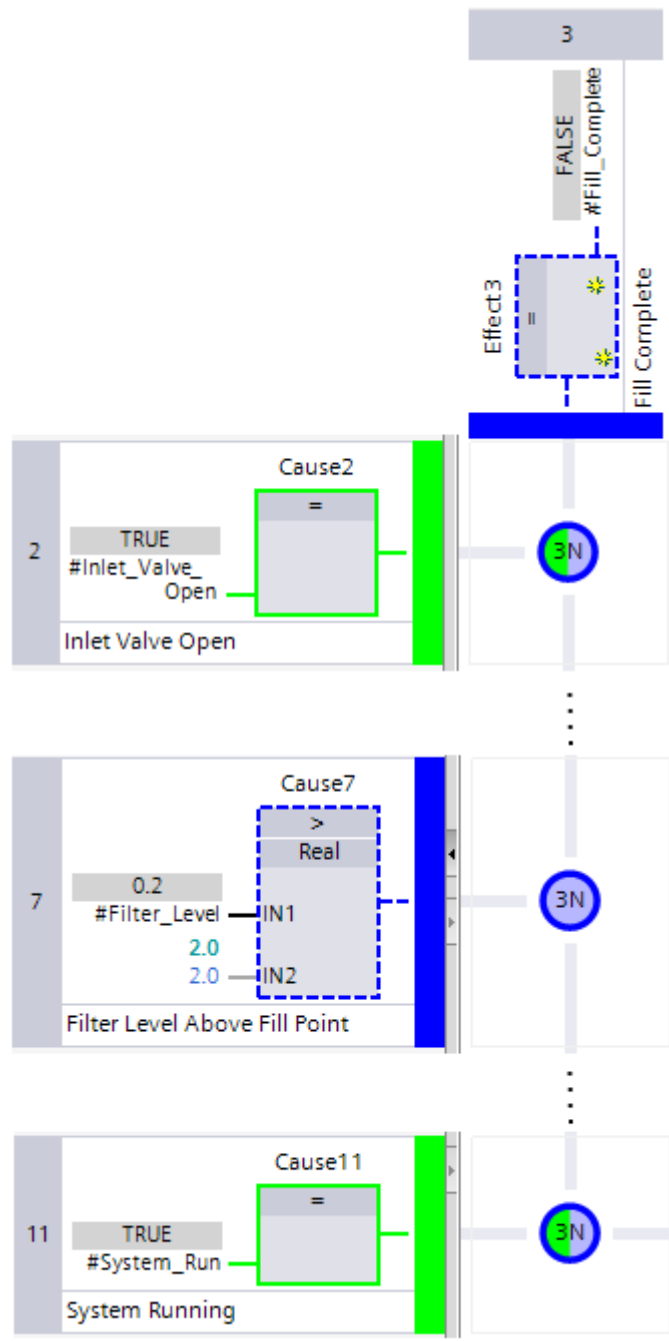 3
FALSE
#Fill_Complete
Effect3
=
Fill Complete
Cause2
=
2
TRUE
#Inlet_Valve_
Open
3N
Inlet Valve Open
Cause7
>
Real
7
0.2
#Filter_Level
IN1
3N
2.0
2.0
IN2
Filter Level Above Fill Point
Cause11
=
11
TRUE
#System_Run
3N
System Running